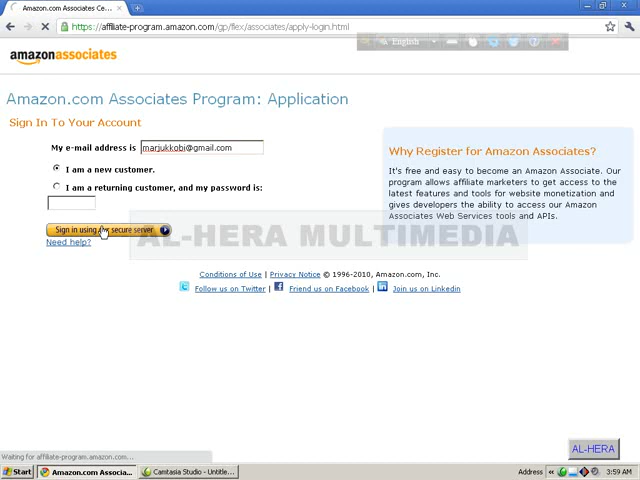 Amazon.com Associates Ce...
https://affiliate-program.amazon.com/gp/flex/associates/apply-login.html
English
amazonassociates
Amazon.com Associates Program: Application
Sign In To Your Account
My e-mail address is marjukkobi@gmail.com
I am a new customer.
I am a returning customer, and my password is:
Sign in using our secure server
Need help?
Why Register for Amazon Associates?
It's free and easy to become an Amazon Associate. Our
program allows affiliate marketers to get access to the
latest features and tools for website monetization and
gives developers the ability to access our Amazon
Associates Web Services tools and APIs.
AL-HERA MULTIMEDIA
Conditions of Use | Privacy Notice © 1996-2010, Amazon.com, Inc.
Follow us on Twitter | Friend us on Facebook | Join us on Linkedin
AL-HERA
Waiting for affiliate-program.amazon.com...
Start
Amazon.com Associa...
Camtasia Studio - Untitle...
Address
3:59 AM